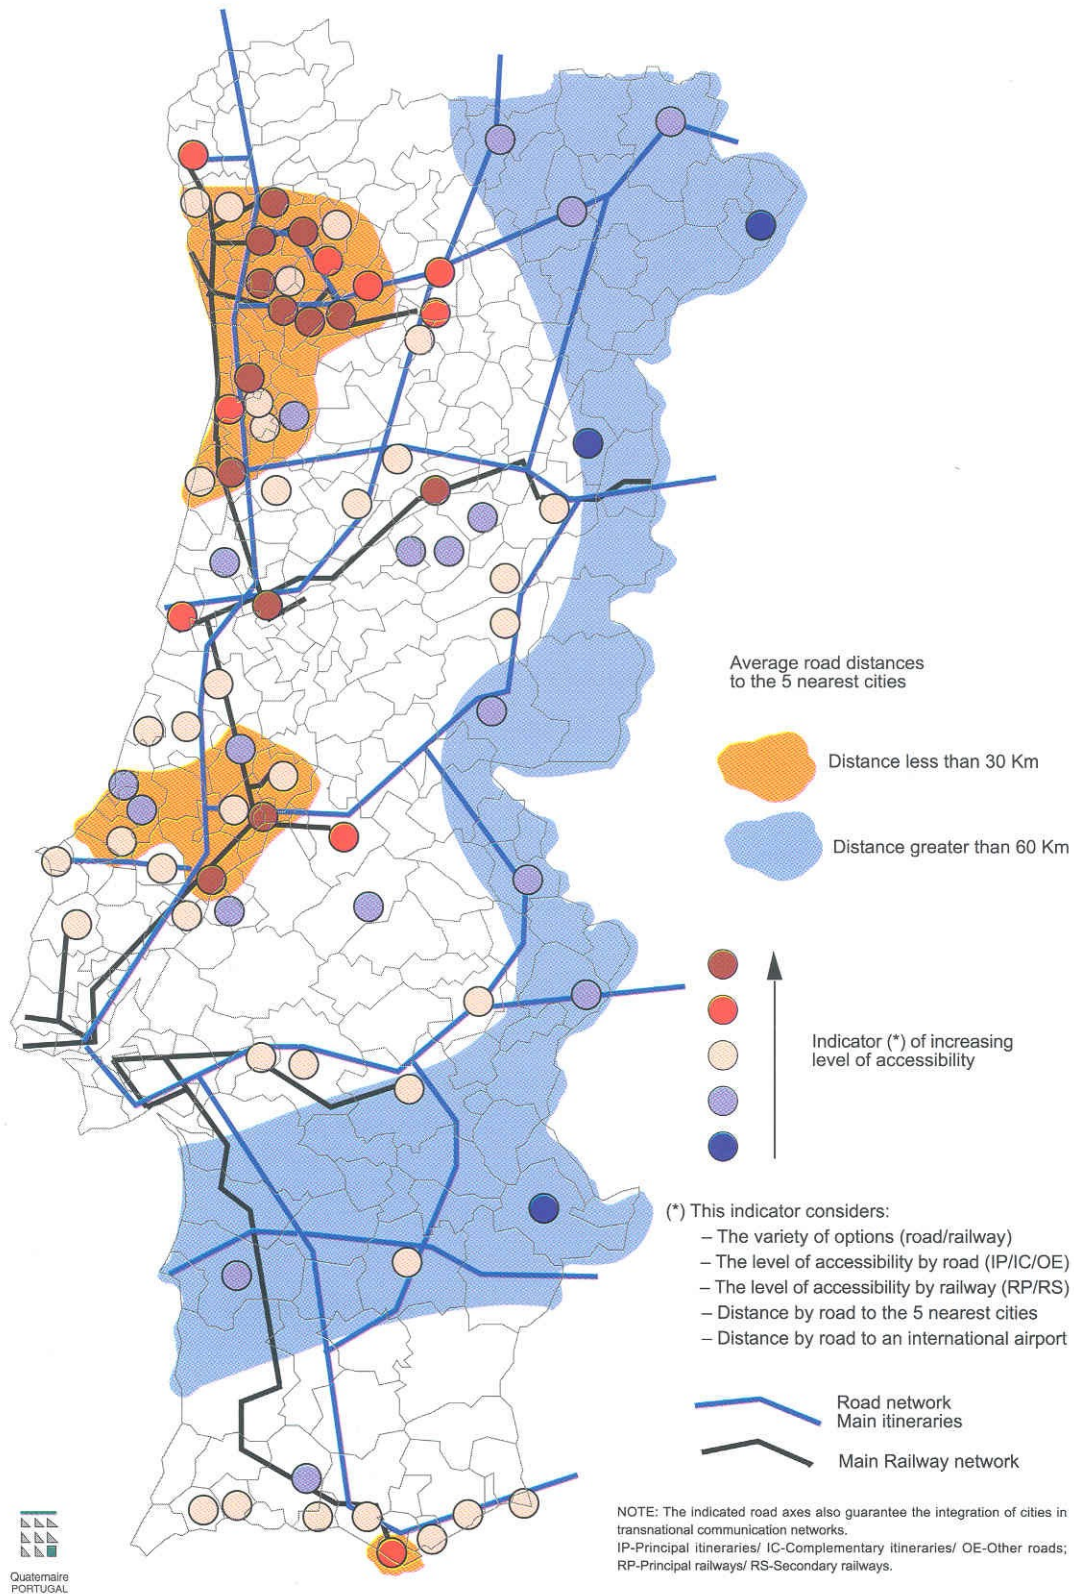 Average road distances
to the 5 nearest cities
Distance less than 30 Km
Distance greater than 60 Km
Indicator (*) of increasing
level of accessibility
(*) This indicator considers:
– The variety of options (road/railway)
– The level of accessibility by road (IP/IC/OE)
– The level of accessibility by railway (RP/RS)
– Distance by road to the 5 nearest cities
– Distance by road to an international airport
Road network
Main itineraries
Main Railway network
NOTE: The indicated road axes also guarantee the integration of cities in
transnational communication networks.
IP-Principal itineraries/ IC-Complementary itineraries/ OE-Other roads;
RP-Principal railways/ RS-Secondary railways.
Quaternaire
PORTUGAL